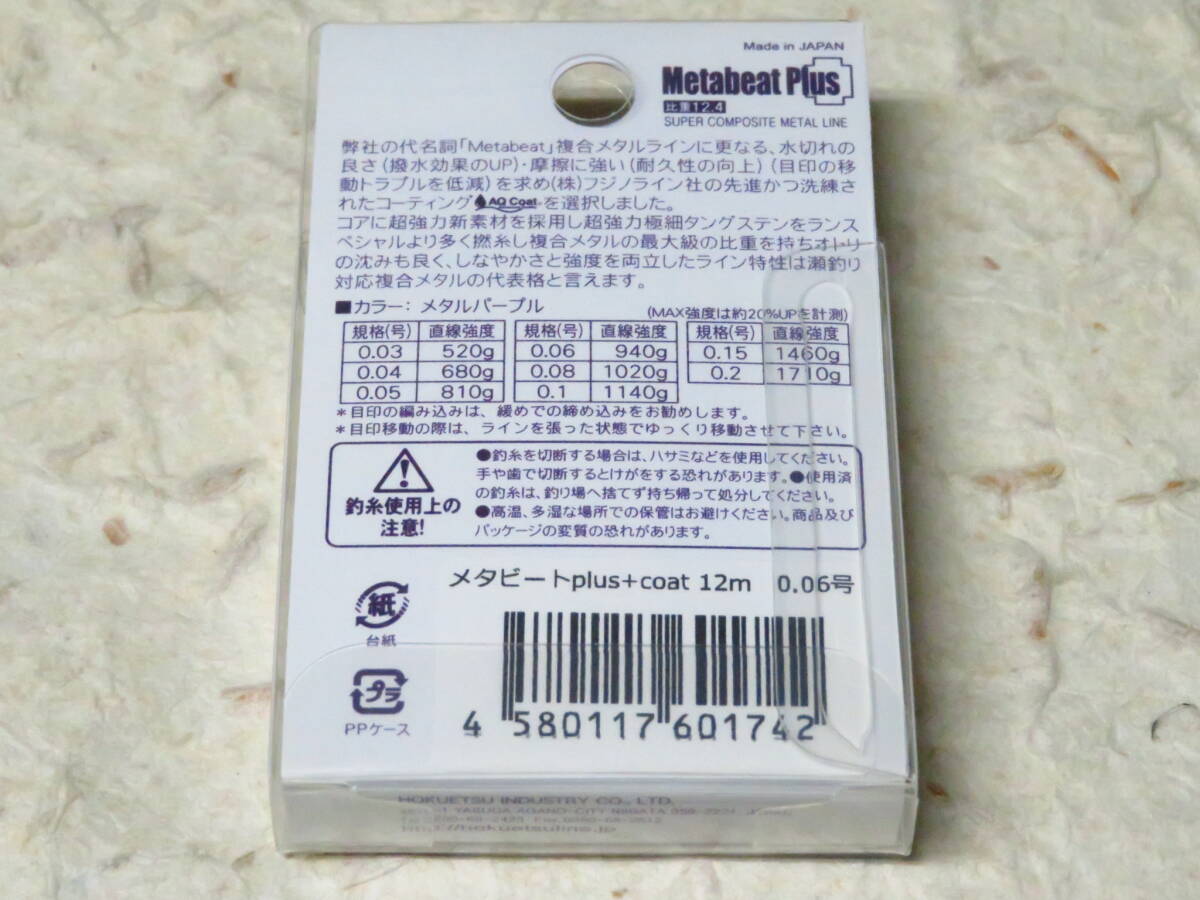 Made in JAPAN
Metabeat Plus
比重12.4
SUPER COMPOSITE METAL LINE
弊社の代名詞「Metabeat」複合メタルラインに更なる、水切れの
良さ(撥水効果のUP)・摩擦に強い(耐久性の向上)(目印の移
動トラブルを低減)を求め(株)フジノライン社の先進かつ洗練さ
れたコーティング AQ Coat を選択しました。
コアに超強力新素材を採用し超強力極細タングステンをランス
ペシャルより多く撚糸し複合メタルの最大級の比重を持ちオトリ
の沈みも良く、しなやかさと強度を両立したライン特性は瀬釣り
対応複合メタルの代表格と言えます。
■カラー: メタルパープル (MAX強度は約20%UPを計測)
規格(号) 直線強度 規格(号) 直線強度 規格(号) 直線強度
0.03 520g 0.06 940g 0.15 1460g
0.04 680g 0.08 1020g 0.2 1710g
0.05 810g 0.1 1140g
*目印の編み込みは、緩めでの締め込みをお勧めします。
*目印移動の際は、ラインを張った状態でゆっくり移動させて下さい。
釣糸使用上の
注意!
●釣糸を切断する場合は、ハサミなどを使用してください。
手や歯で切断するとけがをする恐れがあります。●使用済
の釣糸は、釣り場へ捨てず持ち帰って処分してください。
●高温、多湿な場所での保管はお避けください。商品及び
パッケージの変質の恐れがあります。
メタビートplus+coat 12m 0.06号
紙
台紙
プラ
PPケース
4 580117 601742
HOKUETSU INDUSTRY CO., LTD.
YASUDA AGANO-CITY NIIGATA 959-2221
http://hokuetsuline.jp